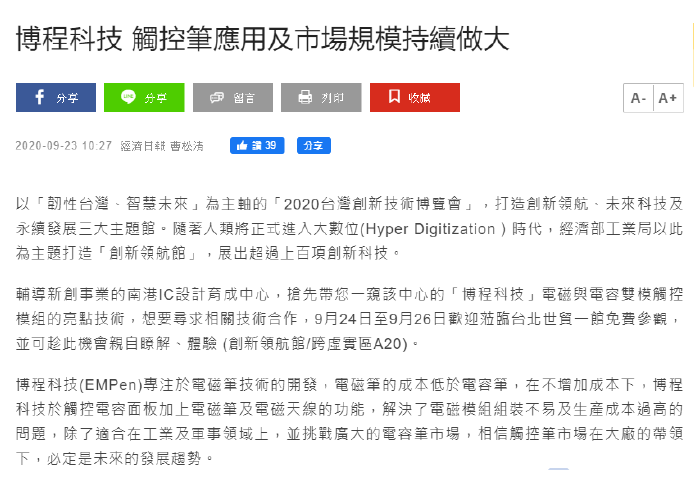 博程科技 觸控筆應用及市場規模持續做大
分享
分享
留言
列印
收藏
A- A+
2020-09-23 10:27 經濟日報 曹松清
讚 39
分享
以「韌性台灣、智慧未來」為主軸的「2020台灣創新技術博覽會」，打造創新領航、未來科技及
永續發展三大主題館。隨著人類將正式進入大數位(Hyper Digitization ) 時代，經濟部工業局以此
為主題打造「創新領航館」，展出超過上百項創新科技。
輔導新創事業的南港IC設計育成中心，搶先帶您一窺該中心的「博程科技」電磁與電容雙模觸控
模組的亮點技術，想要尋求相關技術合作，9月24日至9月26日歡迎蒞臨台北世貿一館免費參觀，
並可趁此機會親自瞭解、體驗 (創新領航館/跨虛實區A20)。
博程科技(EMPen)專注於電磁筆技術的開發，電磁筆的成本低於電容筆，在不增加成本下，博程
科技於觸控電容面板加上電磁筆及電磁天線的功能，解決了電磁模組組裝不易及生產成本過高的
問題，除了適合在工業及軍事領域上，並挑戰廣大的電容筆市場，相信觸控筆市場在大廠的帶領
下，必定是未來的發展趨勢。